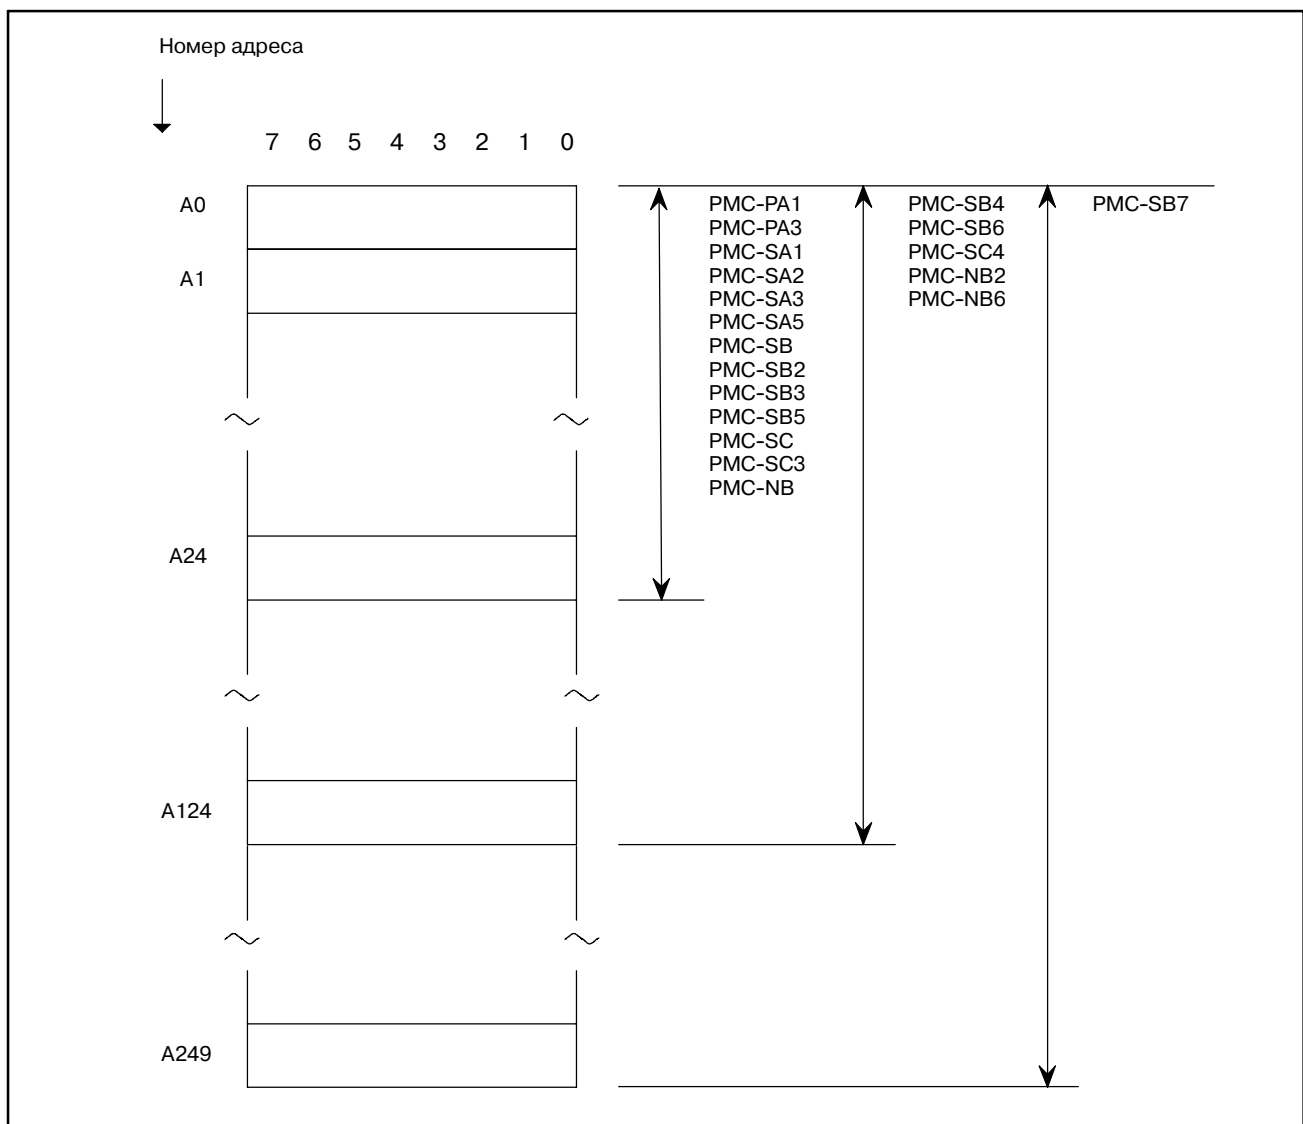 Номер адреса
7 6 5 4 3 2 1 0
A0
A1
A24
A124
A249
PMC-PA1
PMC-PA3
PMC-SA1
PMC-SA2
PMC-SA3
PMC-SA5
PMC-SB
PMC-SB2
PMC-SB3
PMC-SB5
PMC-SC
PMC-SC3
PMC-NB
PMC-SB4
PMC-SB6
PMC-SC4
PMC-NB2
PMC-NB6
PMC-SB7